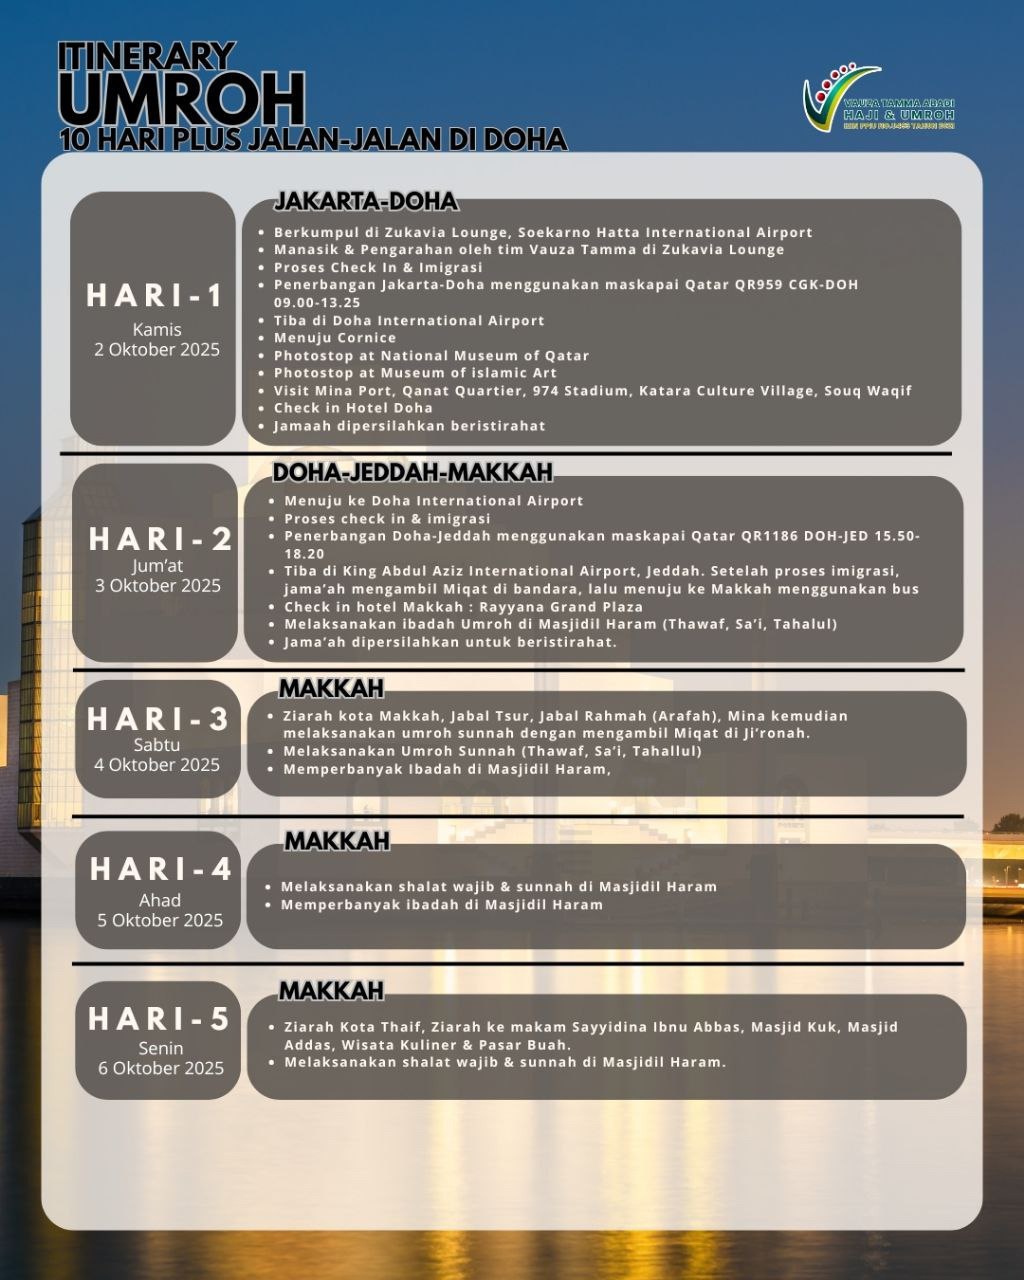 ITINERARY
UMROH
10 HARI PLUS JALAN-JALAN DI DOHA
VAUZA TAMMA ABADI
HAJI & UMROH
HARI-1
Kamis
2 Oktober 2025
JAKARTA-DOHA
• Berkumpul di Zukavia Lounge, Soekarno Hatta International Airport
• Manasik & Pengarahan oleh tim Vauza Tamma di Zukavia Lounge
• Proses Check In & Imigrasi
• Penerbangan Jakarta-Doha menggunakan maskapai Qatar QR959 CGK-DOH
09.00-13.25
• Tiba di Doha International Airport
• Menuju Cornice
• Photostop at National Museum of Qatar
• Photostop at Museum of islamic Art
• Visit Mina Port, Qanat Quartier, 974 Stadium, Katara Culture Village, Souq Waqif
• Check in Hotel Doha
• Jamaah dipersilahkan beristirahat
HARI-2
Jum’at
3 Oktober 2025
DOHA-JEDDAH-MAKKAH
• Menuju ke Doha International Airport
• Proses check in & imigrasi
• Penerbangan Doha-Jeddah menggunakan maskapai Qatar QR1186 DOH-JED 15.50-
18.20
• Tiba di King Abdul Aziz International Airport, Jeddah. Setelah proses imigrasi,
jama’ah mengambil Miqat di bandara, lalu menuju ke Makkah menggunakan bus
• Check in hotel Makkah : Rayyana Grand Plaza
• Melaksanakan ibadah Umroh di Masjidil Haram (Thawaf, Sa’i, Tahalul)
• Jama’ah dipersilahkan untuk beristirahat.
HARI-3
Sabtu
4 Oktober 2025
MAKKAH
• Ziarah kota Makkah, Jabal Tsur, Jabal Rahmah (Arafah), Mina kemudian
melaksanakan umroh sunnah dengan mengambil Miqat di Ji’ronah.
• Melaksanakan Umroh Sunnah (Thawaf, Sa’i, Tahallul)
• Memperbanyak Ibadah di Masjidil Haram,
HARI-4
Ahad
5 Oktober 2025
MAKKAH
• Melaksanakan shalat wajib & sunnah di Masjidil Haram
• Memperbanyak ibadah di Masjidil Haram
HARI-5
Senin
6 Oktober 2025
MAKKAH
• Ziarah Kota Thaif, Ziarah ke makam Sayyidina Ibnu Abbas, Masjid Kuk, Masjid
Addas, Wisata Kuliner & Pasar Buah.
• Melaksanakan shalat wajib & sunnah di Masjidil Haram.